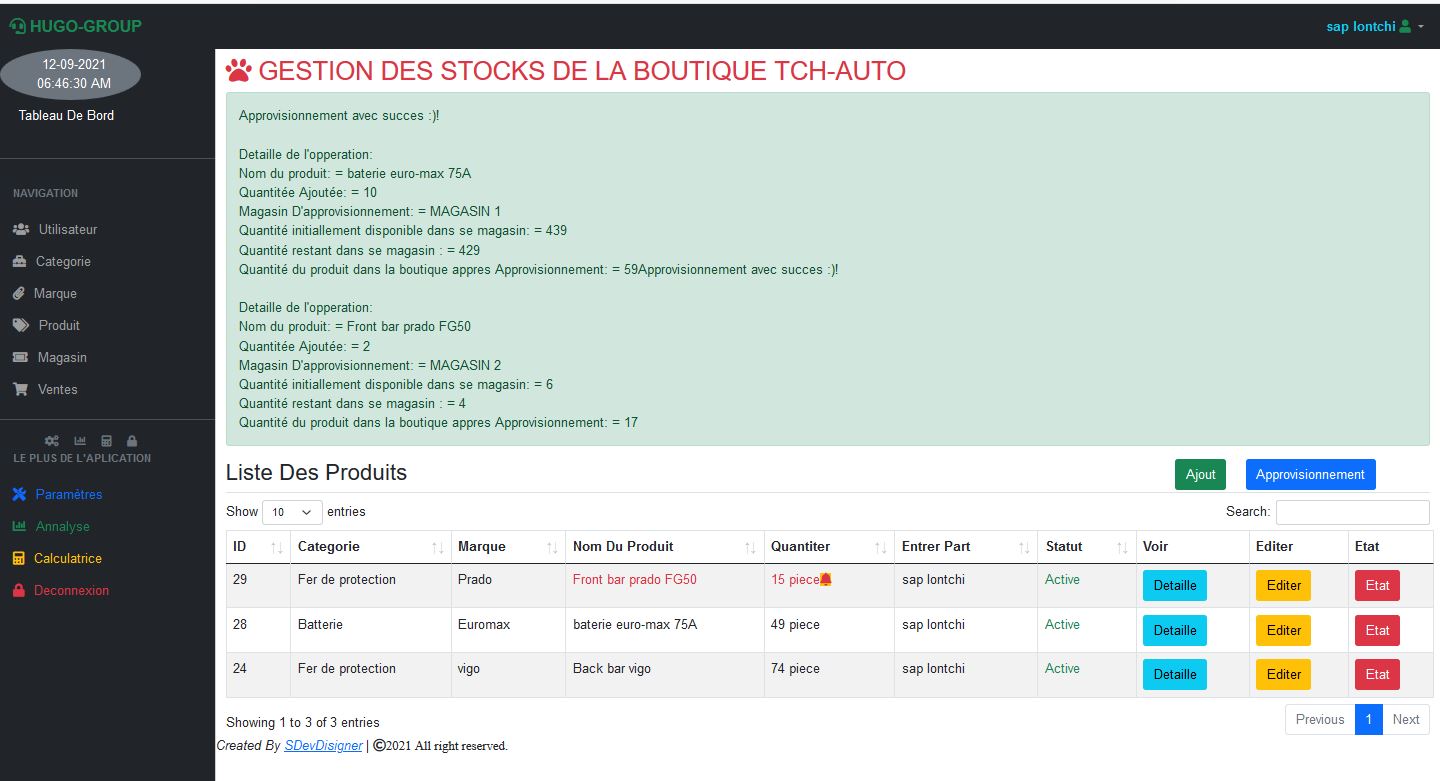 HUGO-GROUP
sap lontchi
12-09-2021
06:46:30 AM
Tableau De Bord
NAVIGATION
Utilisateur
Categorie
Marque
Produit
Magasin
Ventes
LE PLUS DE L'APLICATION
Paramètres
Annalyse
Calculatrice
Deconnexion
GESTION DES STOCKS DE LA BOUTIQUE TCH-AUTO
Approvisionnement avec succes :)!
Detaille de l'opperation:
Nom du produit: = baterie euro-max 75A
Quantitée Ajoutée: = 10
Magasin D'approvisionnement: = MAGASIN 1
Quantité initiallement disponible dans se magasin: = 439
Quantité restant dans se magasin : = 429
Quantité du produit dans la boutique appres Approvisionnement: = 59Approvisionnement avec succes :)!
Detaille de l'opperation:
Nom du produit: = Front bar prado FG50
Quantitée Ajoutée: = 2
Magasin D'approvisionnement: = MAGASIN 2
Quantité initiallement disponible dans se magasin: = 6
Quantité restant dans se magasin : = 4
Quantité du produit dans la boutique appres Approvisionnement: = 17
Liste Des Produits Ajout Approvisionnement
Show 10 entries Search:
ID Categorie Marque Nom Du Produit Quantiter Entrer Part Statut Voir Editer Etat
29 Fer de protection Prado Front bar prado FG50 15 piece sap lontchi Active Detaille Editer Etat
28 Batterie Euromax baterie euro-max 75A 49 piece sap lontchi Active Detaille Editer Etat
24 Fer de protection vigo Back bar vigo 74 piece sap lontchi Active Detaille Editer Etat
Showing 1 to 3 of 3 entries Previous 1 Next
Created By SDevDisigner | ©2021 All right reserved.